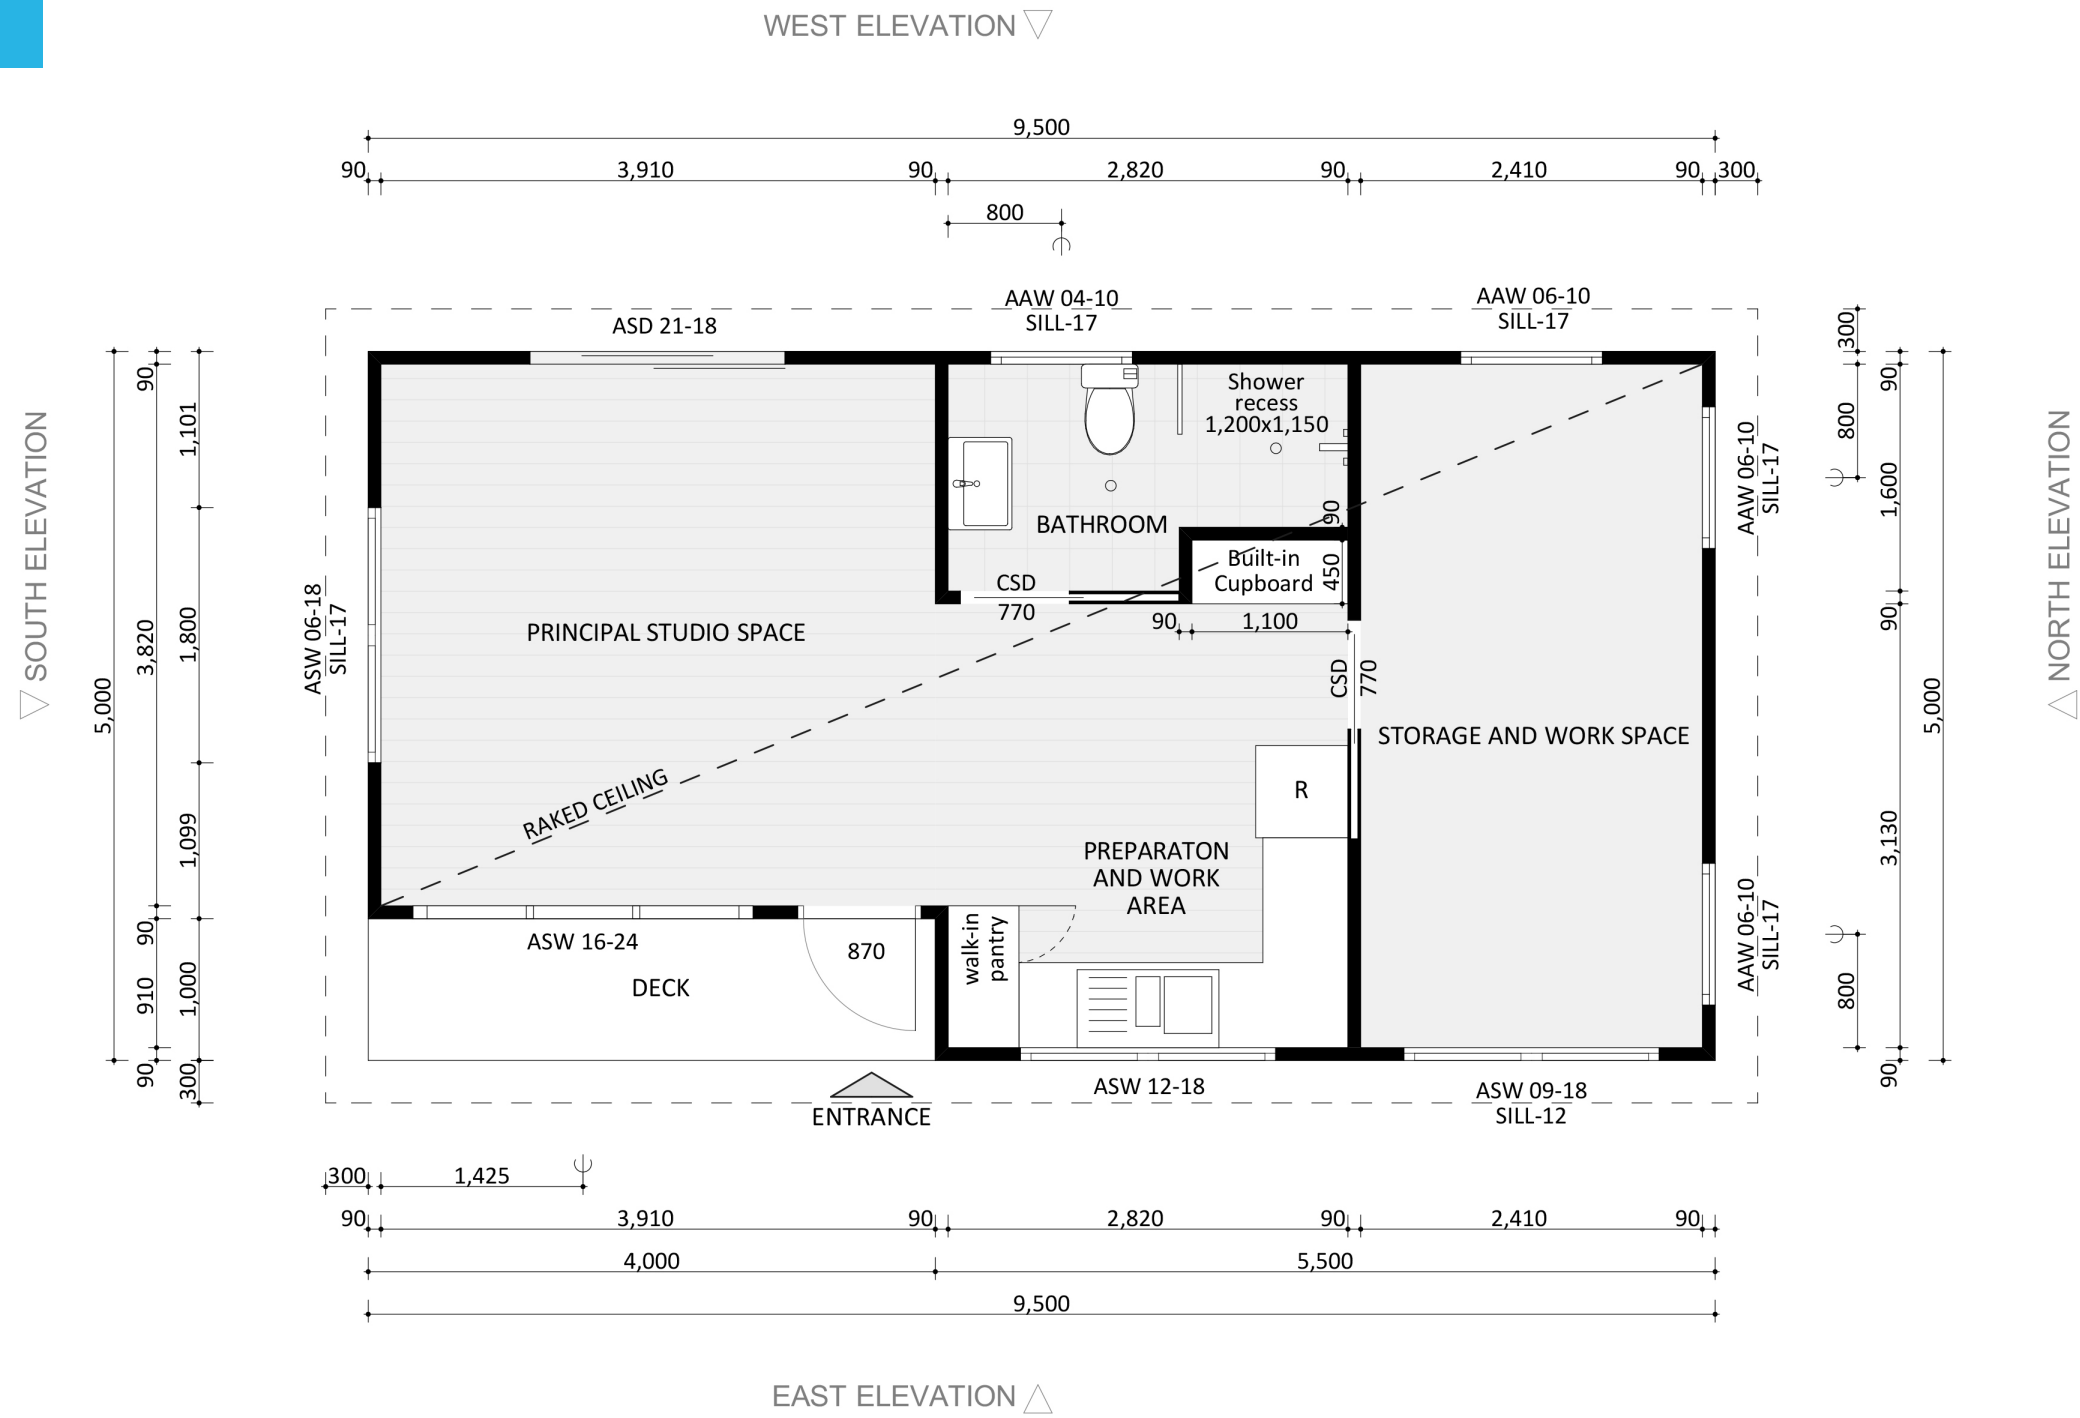 WEST ELEVATION
9,500
90 3,910 90 2,820 90 2,410 90 300
800
AAW 04-10
SILL-17
AAW 06-10
SILL-17
ASD 21-18
SOUTH ELEVATION
5,000
90
3,820
90
910
90
1,101
1,800
1,099
1,000
300
ASW 06-18
SILL-17
Shower
recess
1,200x1,150
BATHROOM
90
Built-in
Cupboard
450
CSD
770
90 1,100
PRINCIPAL STUDIO SPACE
CSD
770
STORAGE AND WORK SPACE
RAKED CEILING
R
PREPARATON
AND WORK
AREA
walk-in
pantry
ASW 16-24
870
DECK
AAW 06-10
SILL-17
AAW 06-10
SILL-17
300
800
800
90
1,600
90
3,130
90
5,000
NORTH ELEVATION
ASW 12-18
ASW 09-18
SILL-12
ENTRANCE
300 1,425
90 3,910 90 2,820 90 2,410 90
4,000 5,500
9,500
EAST ELEVATION